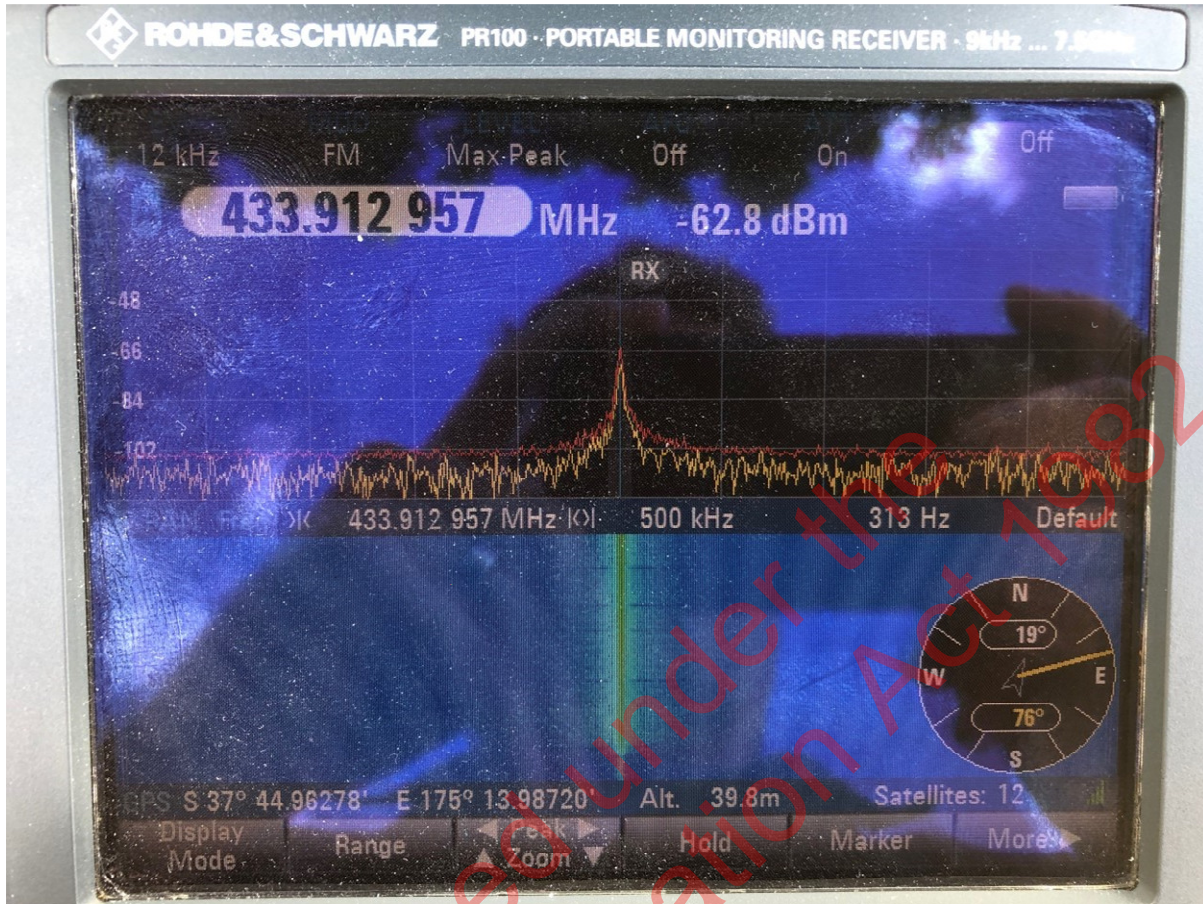 ROHDE&SCHWARZ PR100 · PORTABLE MONITORING RECEIVER · 9kHz ...
12 kHz FM Max Peak Off On Off
433.912 957 MHz -62.8 dBm
RX
-48
-66
-84
-102
433.912 957 MHz 500 kHz 313 Hz Default
N
19°
W E
76°
S
GPS S 37° 44.96278' E 175° 13.98720' Alt. 39.8m Satellites: 12
Display Mode Range Peak Zoom Hold Marker More
under the
Act 1982